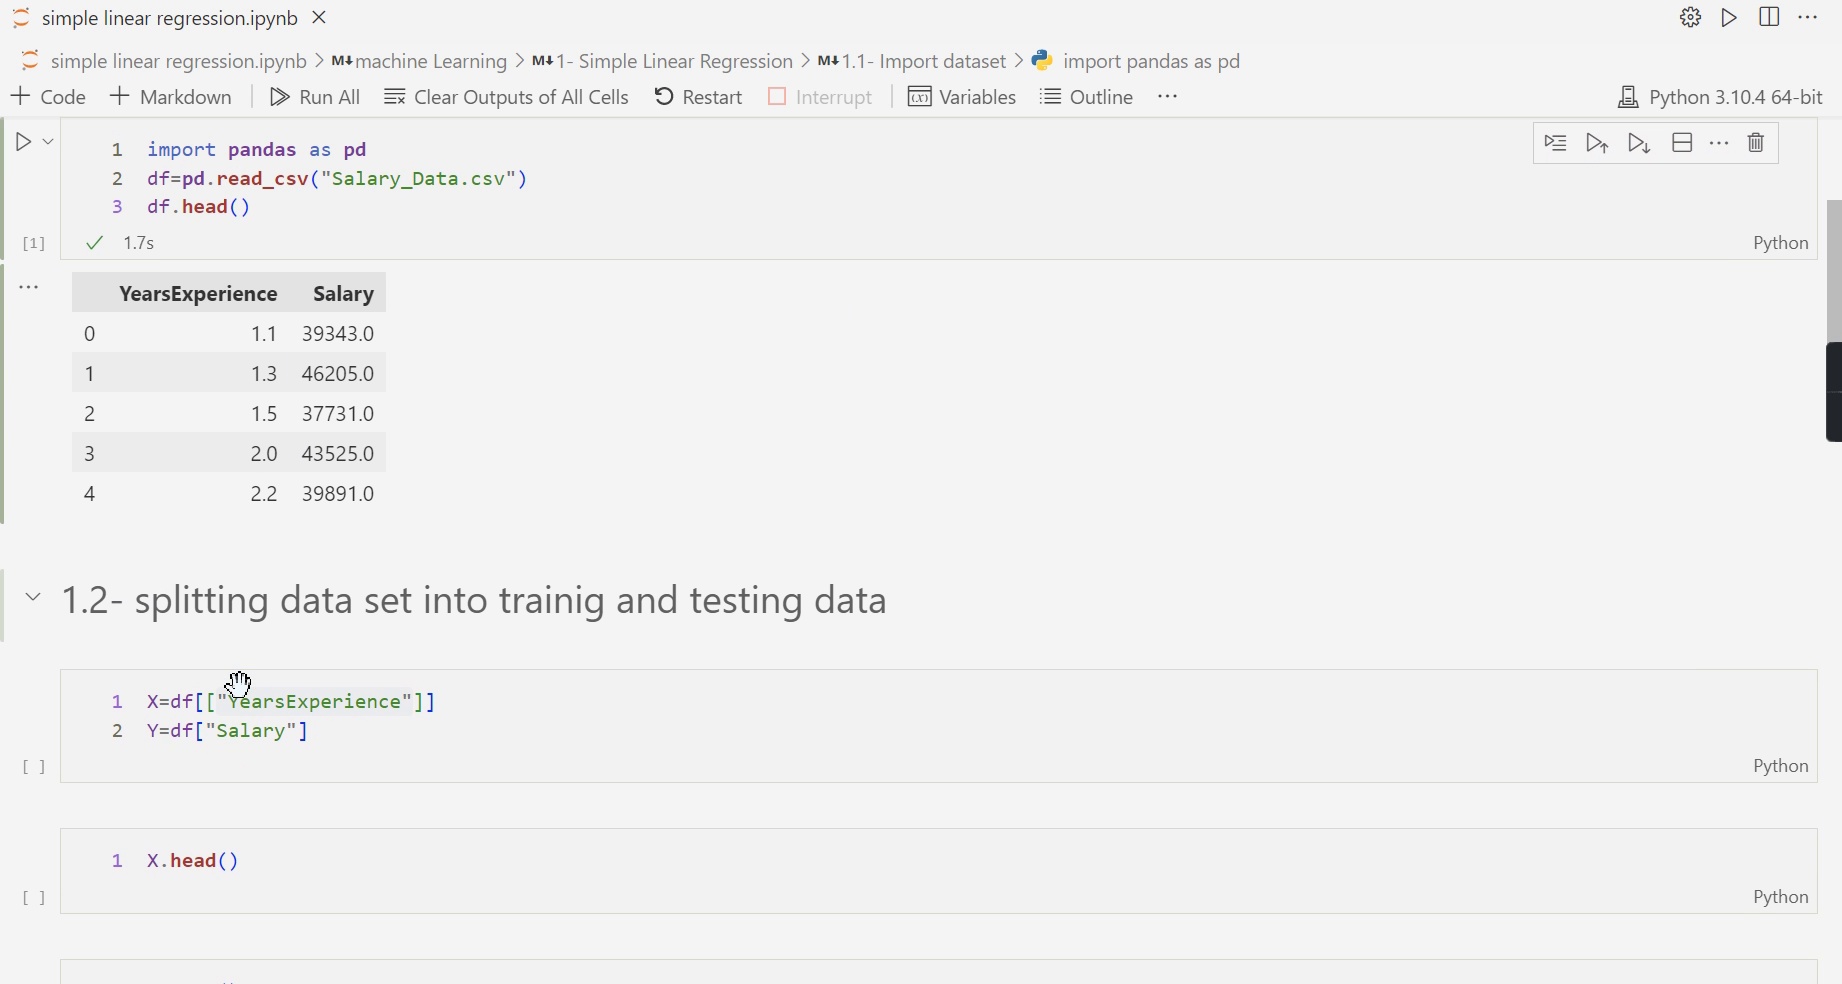 simple linear regression.ipynb
simple linear regression.ipynb > M↓ machine Learning > M↓ 1- Simple Linear Regression > M↓ 1.1- Import dataset > import pandas as pd
+ Code + Markdown Run All Clear Outputs of All Cells Restart Interrupt Variables Outline ... Python 3.10.4 64-bit
1 import pandas as pd
2 df=pd.read_csv("Salary_Data.csv")
3 df.head()
[1] ✓ 1.7s Python
YearsExperience Salary
0 1.1 39343.0
1 1.3 46205.0
2 1.5 37731.0
3 2.0 43525.0
4 2.2 39891.0
1.2- splitting data set into trainig and testing data
1 X=df[["YearsExperience"]]
2 Y=df["Salary"]
[ ] Python
1 X.head()
[ ] Python